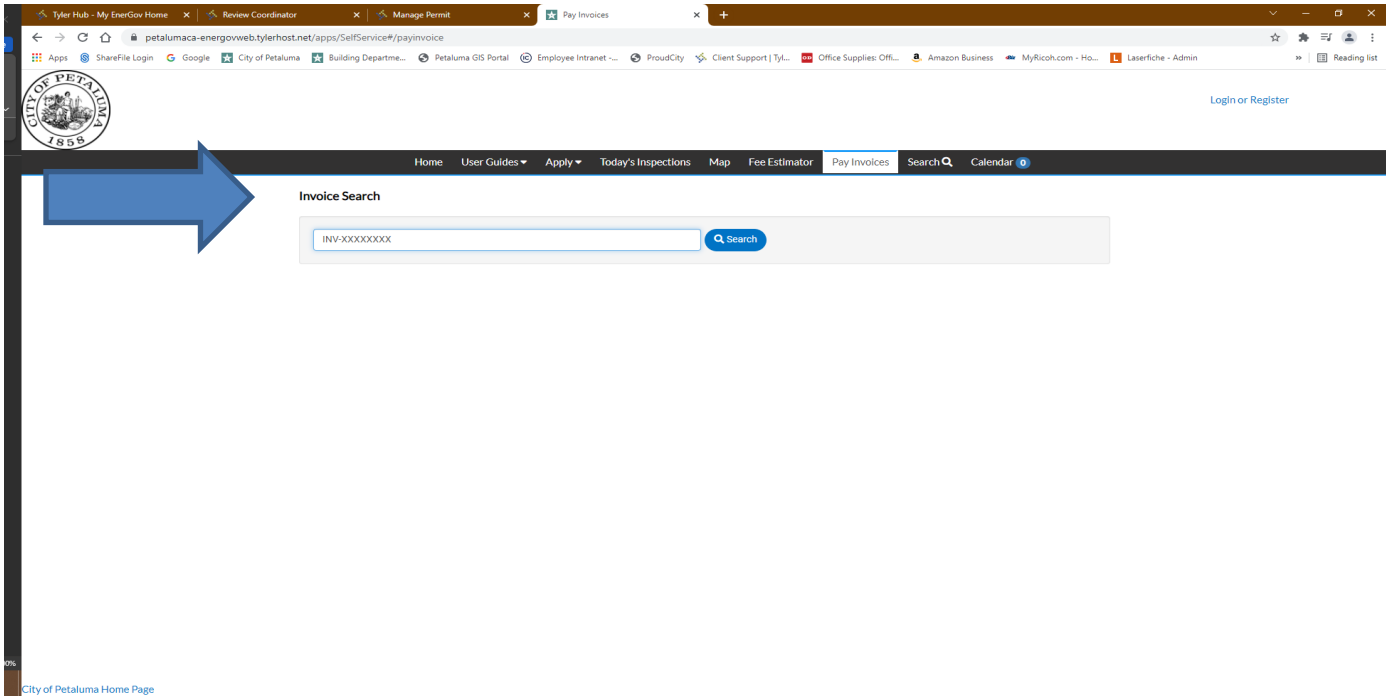 Tyler Hub - My EnerGov Home
Review Coordinator
Manage Permit
Pay Invoices
petalumaca-energovweb.tylerhost.net/apps/SelfService#/payinvoice
Apps ShareFile Login Google City of Petaluma Building Departme... Petaluma GIS Portal Employee Intranet -... ProudCity Client Support | Tyl... Office Supplies: Offi... Amazon Business MyRicoh.com - Ho... Laserfiche - Admin » Reading list
CITY OF PETALUMA
1858
Login or Register
Home User Guides Apply Today's Inspections Map Fee Estimator Pay Invoices Search Calendar 0
Invoice Search
INV-XXXXXXXX
Search
City of Petaluma Home Page